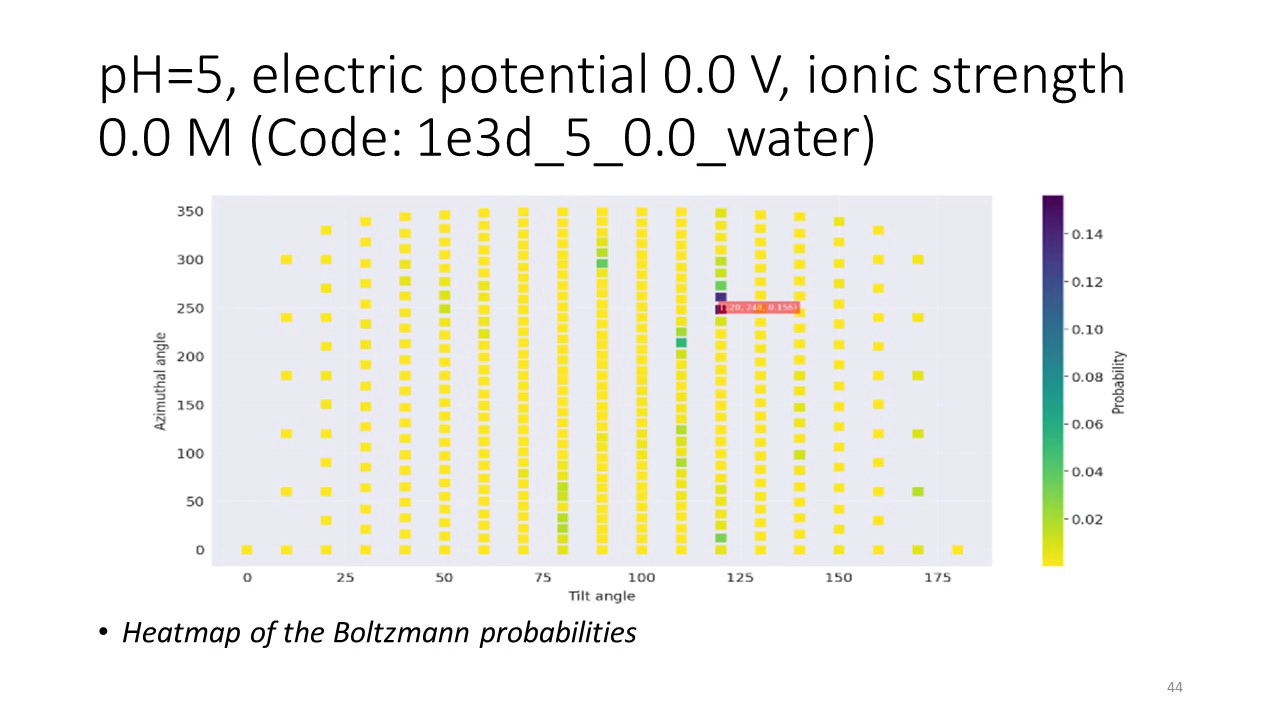 pH=5, electric potential 0.0 V, ionic strength
0.0 M (Code: 1e3d_5_0.0_water)
350
300
250
200
150
100
50
0
Azimuthal angle
0 25 50 75 100 125 150 175
Tilt angle
0.14
0.12
0.10
0.08
0.06
0.04
0.02
Probability
• Heatmap of the Boltzmann probabilities
44